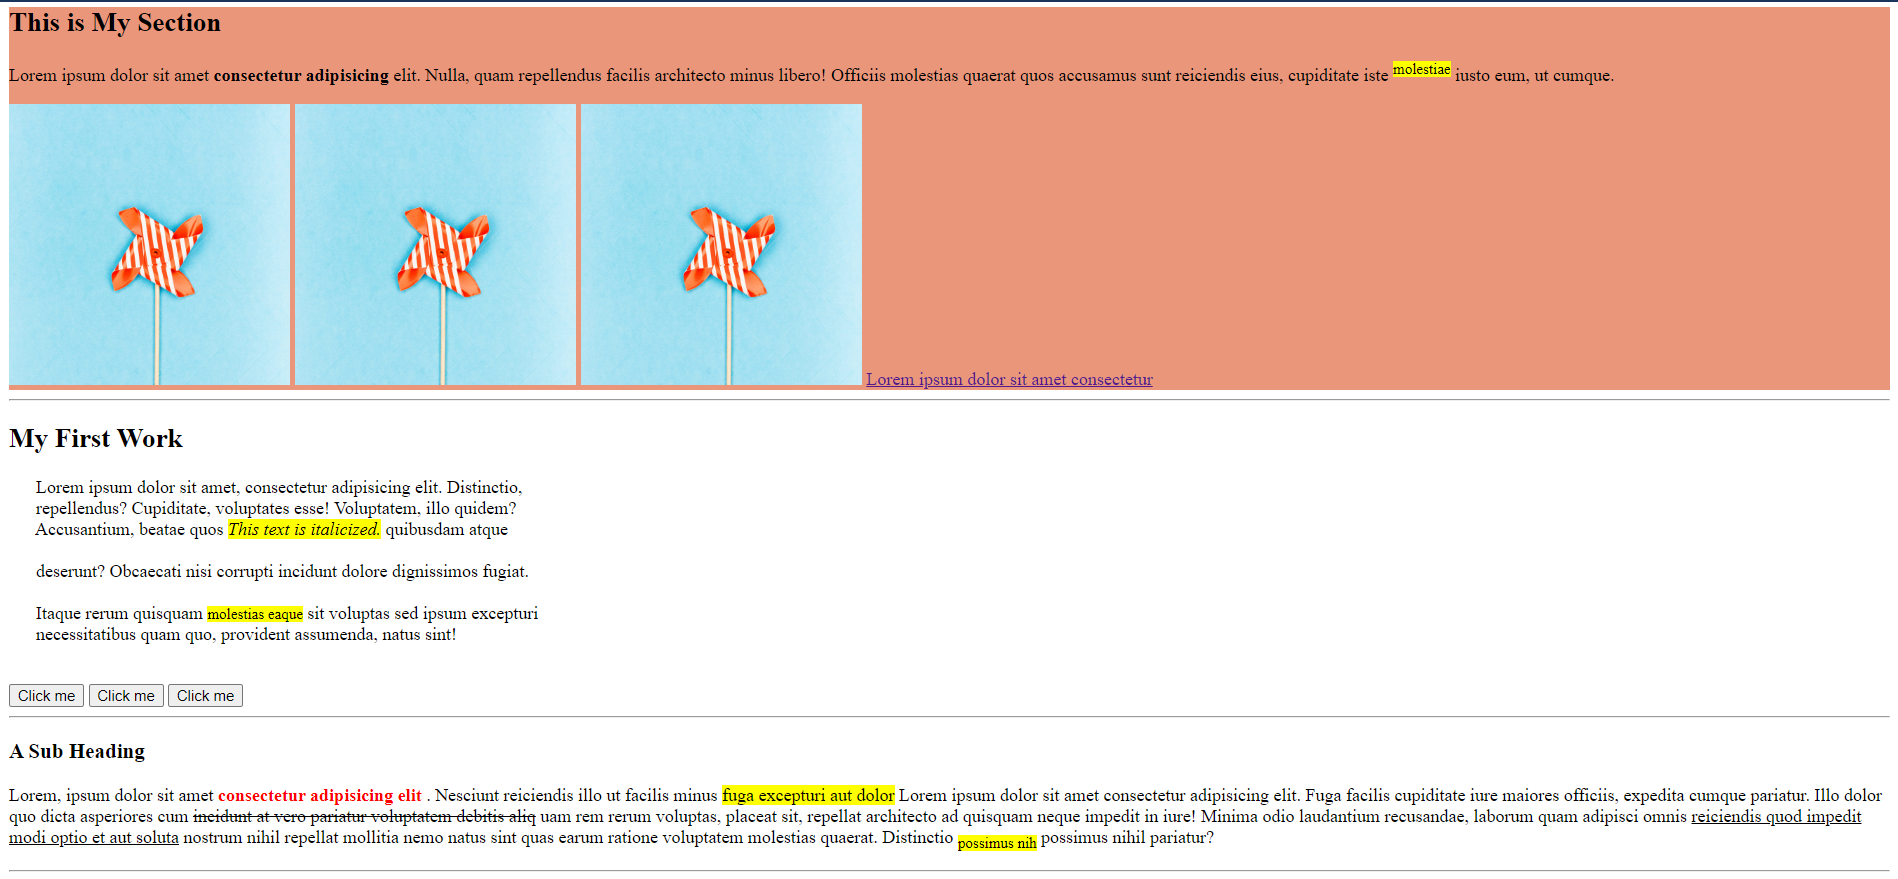 This is My Section
Lorem ipsum dolor sit amet consectetur adipisicing elit. Nulla, quam repellendus facilis architecto minus libero! Officiis molestias quaerat quos accusamus sunt reiciendis eius, cupiditate iste molestiae iusto eum, ut cumque.
Lorem ipsum dolor sit amet consectetur
My First Work
Lorem ipsum dolor sit amet, consectetur adipisicing elit. Distinctio,
repellendus? Cupiditate, voluptates esse! Voluptatem, illo quidem?
Accusantium, beatae quos This text is italicized. quibusdam atque
deserunt? Obcaecati nisi corrupti incidunt dolore dignissimos fugiat.
Itaque rerum quisquam molestias eaque sit voluptas sed ipsum excepturi
necessitatibus quam quo, provident assumenda, natus sint!
Click me Click me Click me
A Sub Heading
Lorem, ipsum dolor sit amet consectetur adipisicing elit . Nesciunt reiciendis illo ut facilis minus fuga excepturi aut dolor Lorem ipsum dolor sit amet consectetur adipisicing elit. Fuga facilis cupiditate iure maiores officiis, expedita cumque pariatur. Illo dolor
quo dicta asperiores cum incidunt at vero pariatur voluptatem debitis aliq uam rem rerum voluptas, placeat sit, repellat architecto ad quisquam neque impedit in iure! Minima odio laudantium recusandae, laborum quam adipisci omnis reiciendis quod impedit
modi optio et aut soluta nostrum nihil repellat mollitia nemo natus sint quas earum ratione voluptatem molestias quaerat. Distinctio possimus nih possimus nihil pariatur?